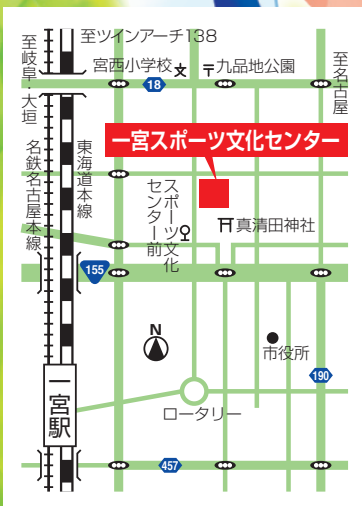 至ツインアーチ138
至岐阜・大垣
宮西小学校
〒九品地公園
至名古屋
18
一宮スポーツ文化センター
名鉄名古屋本線
東海道本線
スポーツ文化
センター前
真清田神社
155
N
市役所
190
一宮駅
ロータリー
457